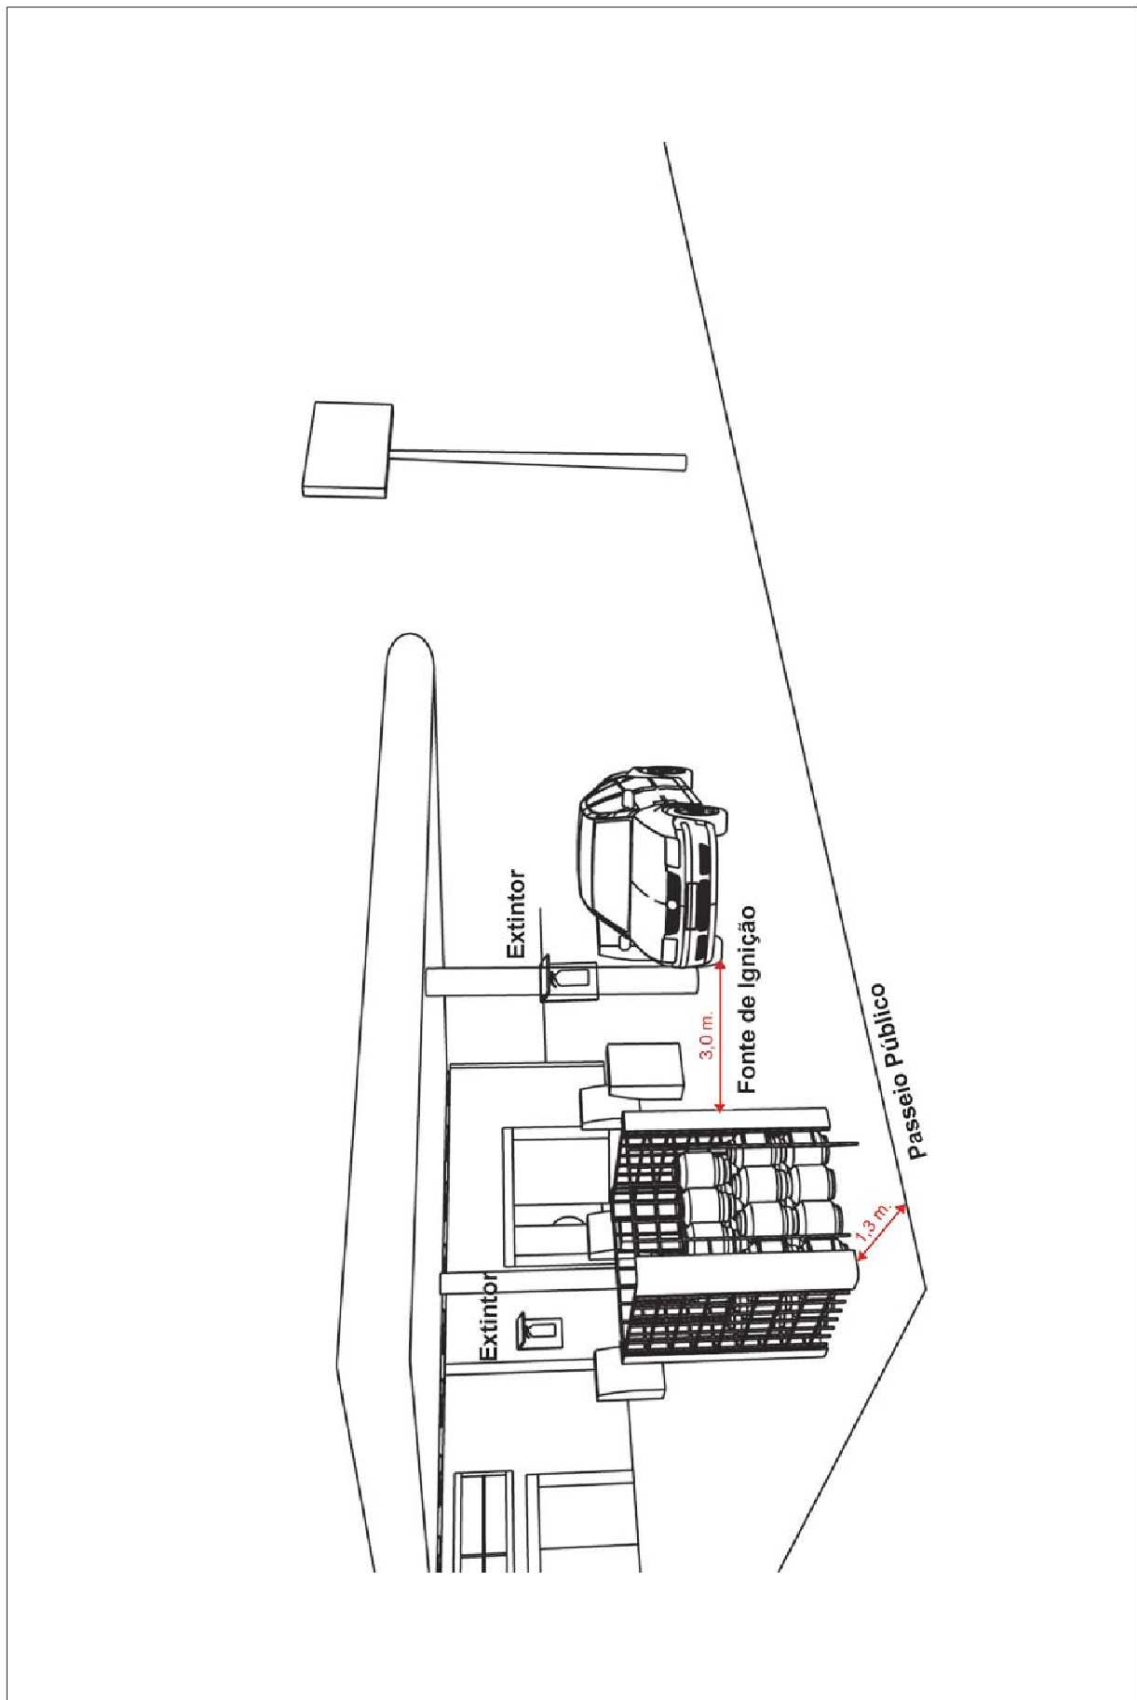 Extintor
Extintor
3,0 m.
Fonte de Ignição
1,3 m.
Passeio Público